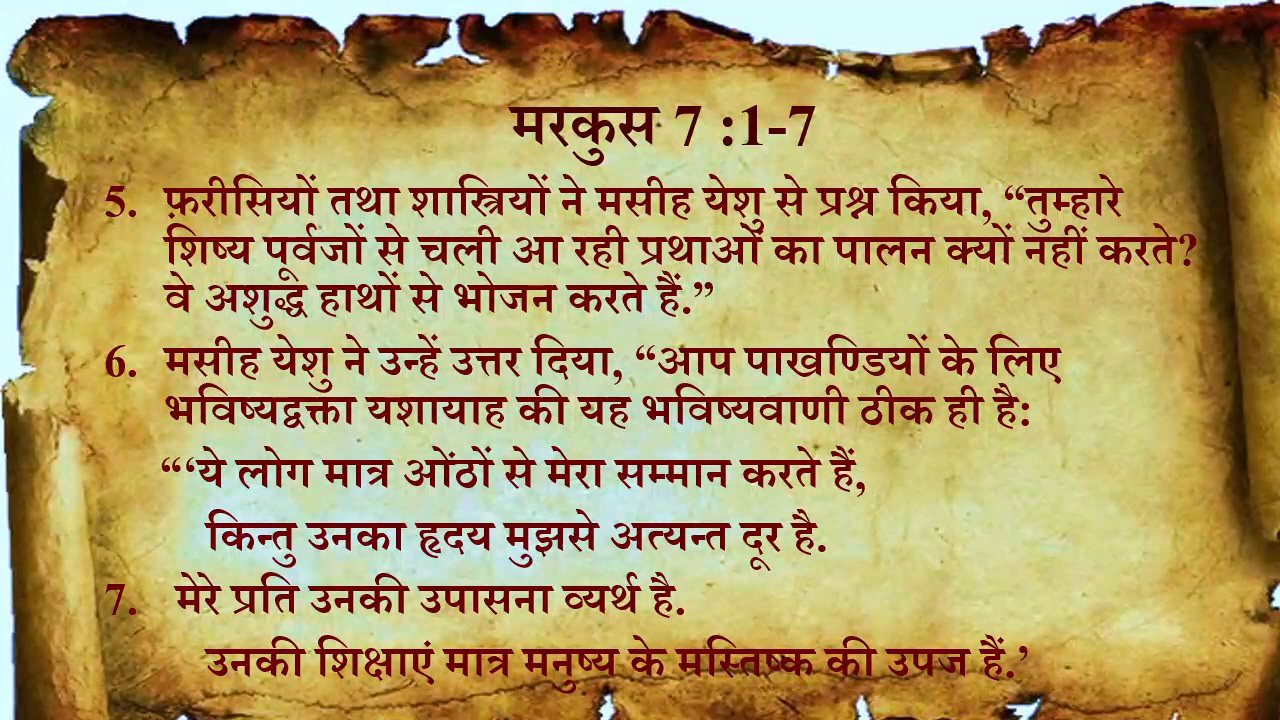 मरकुस 7 :1-7
5. फ़रीसियों तथा शास्त्रियों ने मसीह येशु से प्रश्न किया, “तुम्हारे
शिष्य पूर्वजों से चली आ रही प्रथाओं का पालन क्यों नहीं करते?
वे अशुद्ध हाथों से भोजन करते हैं.”
6. मसीह येशु ने उन्हें उत्तर दिया, “आप पाखण्डियों के लिए
भविष्यद्वक्ता यशायाह की यह भविष्यवाणी ठीक ही है:
“‘ये लोग मात्र ओंठों से मेरा सम्मान करते हैं,
किन्तु उनका हृदय मुझसे अत्यन्त दूर है.
7. मेरे प्रति उनकी उपासना व्यर्थ है.
उनकी शिक्षाएं मात्र मनुष्य के मस्तिष्क की उपज हैं.’